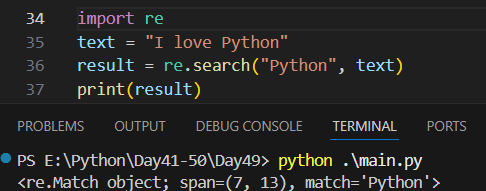 34 import re
35 text = "I love Python"
36 result = re.search("Python", text)
37 print(result)
PROBLEMS OUTPUT DEBUG CONSOLE TERMINAL PORTS
PS E:\Python\Day41-50\Day49> python .\main.py
<re.Match object; span=(7, 13), match='Python'>